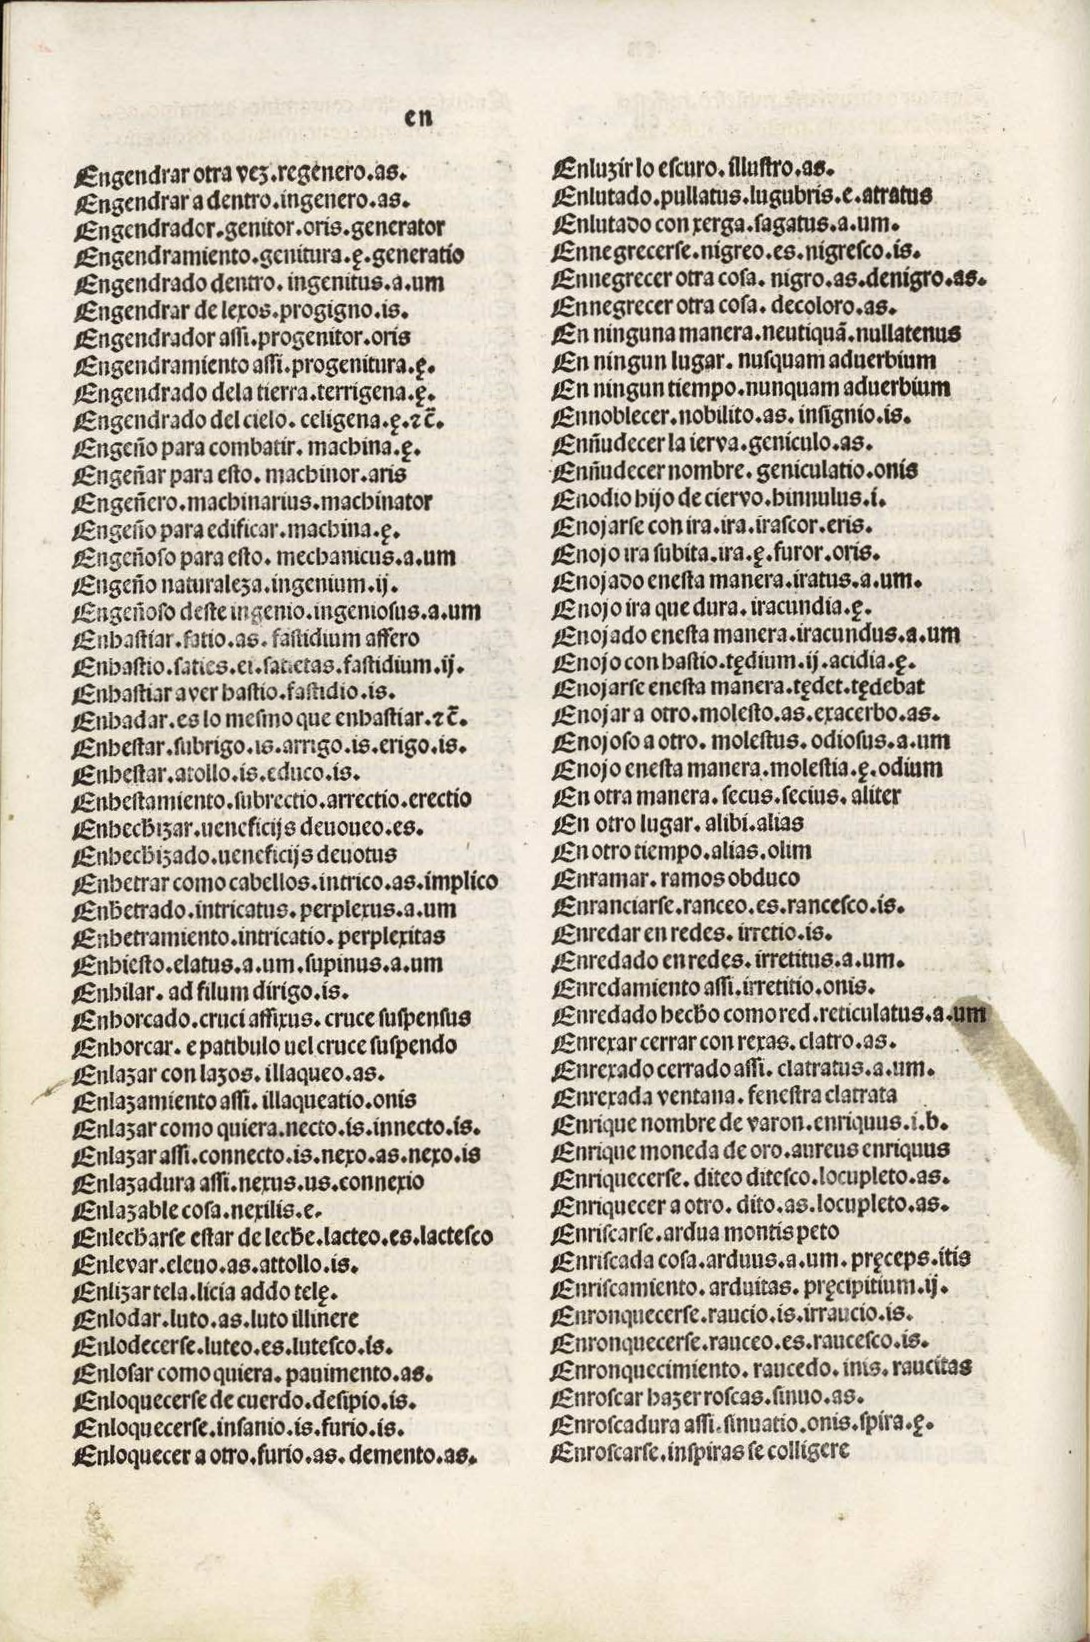 en
Engendrar otra vez.regenero.as.
Engendrar a dentro.ingenero.as.
Engendrador.genitor.oris.generator
Engendramiento.genitura.ę.generatio
Engendrado dentro. ingenitus.a.um
Engendrar de lexos.progigno.is.
Engendrador assi.progenitor.oris
Engendramiento assi.progenitura.ę.
Engendrado dela tierra.terrigena.ę.
Engendrado del cielo. celigena.ę.⁊c̃.
Engeño para combatir. machina.ę.
Engeñar para esto. machinor.aris
Engeñero.machinarius.machinator
Engeño para edificar.machina.ę.
Engeñoso para esto. mechanicus.a.um
Engeño naturaleza.ingenium.ij.
Engeñoso deste ingenio.ingeniosus.a.um
Enhastiar.satio.as. fastidium affero
Enhastio.saties.ei.satietas.fastidium.ij.
Enhastiar aver hastio.fastidio.is.
Enhadar.es lo mesmo que enhastiar.⁊c̃.
Enhestar.subrigo.is.arrigo.is.erigo.is.
Enhestar.atollo.is.educo.is.
Enhestamiento.subrectio.arrectio.erectio
Enhechizar.ueneficijs deuoueo.es.
Enhechizado.ueneficijs deuotus
Enhetrar como cabellos.intrico.as.implico
Enhetrado.intricatus.perplexus.a.um
Enhetramiento.intricatio.perplexitas
Enhiesto.elatus.a.um.supinus.a.um
Enhilar. ad filum dirigo.is.
Enhorcado.cruci affixus.cruce suspensus
Enhorcar. e patibulo uel cruce suspendo
Enlazar con lazos.illaqueo.as.
Enlazamiento assi.illaqueatio.onis
Enlazar como quiera.necto.is.innecto.is.
Enlazar assi.connecto.is.nexo.as.nexo.is
Enlazadura assi.nexus.us.connexio
Enlazable cosa.nexilis.e.
Enlecharse estar de leche.lacteo.es.lactesco
Enlevar.eleuo.as.attollo.is.
Enlizar tela.licia addo telę.
Enlodar.luto.as.luto illinere
Enlodecerse.luteo.es.lutesco.is.
Enlosar como quiera.pauimento.as.
Enloquecerse de cuerdo.desipio.is.
Enloquecerse.insanio.is.furio.is.
Enloquecer a otro.furio.as.demento.as.
Enluzir lo escuro.illustro.as.
Enlutado.pullatus.lugubris.e.atratus
Enlutado con xerga.sagatus.a.um.
Ennegrecerse.nigreo.es.nigresco.is.
Ennegrecer otra cosa. nigro.as.denigro.as.
Ennegrecer otra cosa. decoloro.as.
En ninguna manera.neutiquã.nullatenus
En ningun lugar. nusquam aduerbium
En ningun tiempo.nunquam aduerbium
Ennoblecer.nobilito.as.insignio.is.
Enñudecer la ierva.geniculo.as.
Enñudecer nombre.geniculatio.onis
Enodio hijo de ciervo.hinnulus.i.
Enojarse con ira.ira.irascor.eris.
Enojo ira subita.ira.ę.furor.oris.
Enojado enesta manera.iratus.a.um.
Enojo ira que dura. iracundia.ę.
Enojado enesta manera.iracundus.a.um
Enojo con hastio.tędium.ij.acidia.ę.
Enojarse enesta manera.tędet.tędebat
Enojar a otro.molesto.as.exacerbo.as.
Enojoso a otro. molestus. odiosus.a.um
Enojo enesta manera.molestia.ę.odium
En otra manera. secus.secius. aliter
En otro lugar. alibi.alias
En otro tiempo.alias.olim
Enramar. ramos obduco
Enranciarse.ranceo.es.rancesco.is.
Enredar en redes. irretio.is.
Enredado en redes.irretitus.a.um.
Enredamiento assi.irretitio.onis.
Enredado hecho como red.reticulatus.a.um
Enrexar cerrar con rexas. clatro.as.
Enrexado cerrado assi. clatratus.a.um.
Enrexada ventana. fenestra clatrata
Enrique nombre de varon.enriquus.i.b.
Enrique moneda de oro.aureus enriquus
Enriquecerse. diteo ditesco.locupleto.as.
Enriquecer a otro. dito.as.locupleto.as.
Enriscarse.ardua montis peto
Enriscada cosa.arduus.a.um. pręceps.itis
Enriscamiento. arduitas. pręcipitium.ij.
Enronquecerse.raucio.is.irraucio.is.
Enronquecerse.rauceo.es.raucesco.is.
Enronquecimiento. raucedo.inis.raucitas
Enroscar hazer roscas.sinuo.as.
Enroscadura assi.sinuatio.onis.spira.ę.
Enroscarse.inspiras se colligere